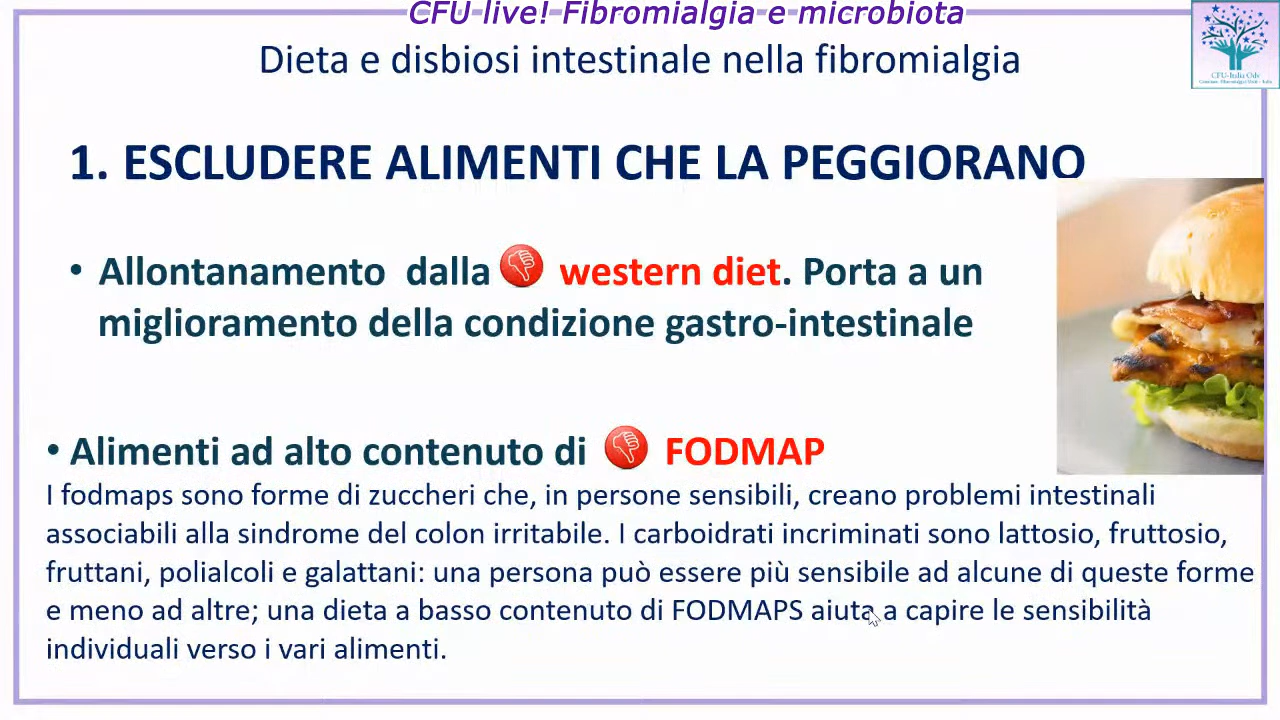 CFU live! Fibromialgia e microbiota
Dieta e disbiosi intestinale nella fibromialgia
CFU-Italia Odv
1. ESCLUDERE ALIMENTI CHE LA PEGGIORANO
• Allontanamento dalla western diet. Porta a un
miglioramento della condizione gastro-intestinale
• Alimenti ad alto contenuto di FODMAP
I fodmaps sono forme di zuccheri che, in persone sensibili, creano problemi intestinali
associabili alla sindrome del colon irritabile. I carboidrati incriminati sono lattosio, fruttosio,
fruttani, polialcoli e galattani: una persona può essere più sensibile ad alcune di queste forme
e meno ad altre; una dieta a basso contenuto di FODMAPS aiuta a capire le sensibilità
individuali verso i vari alimenti.